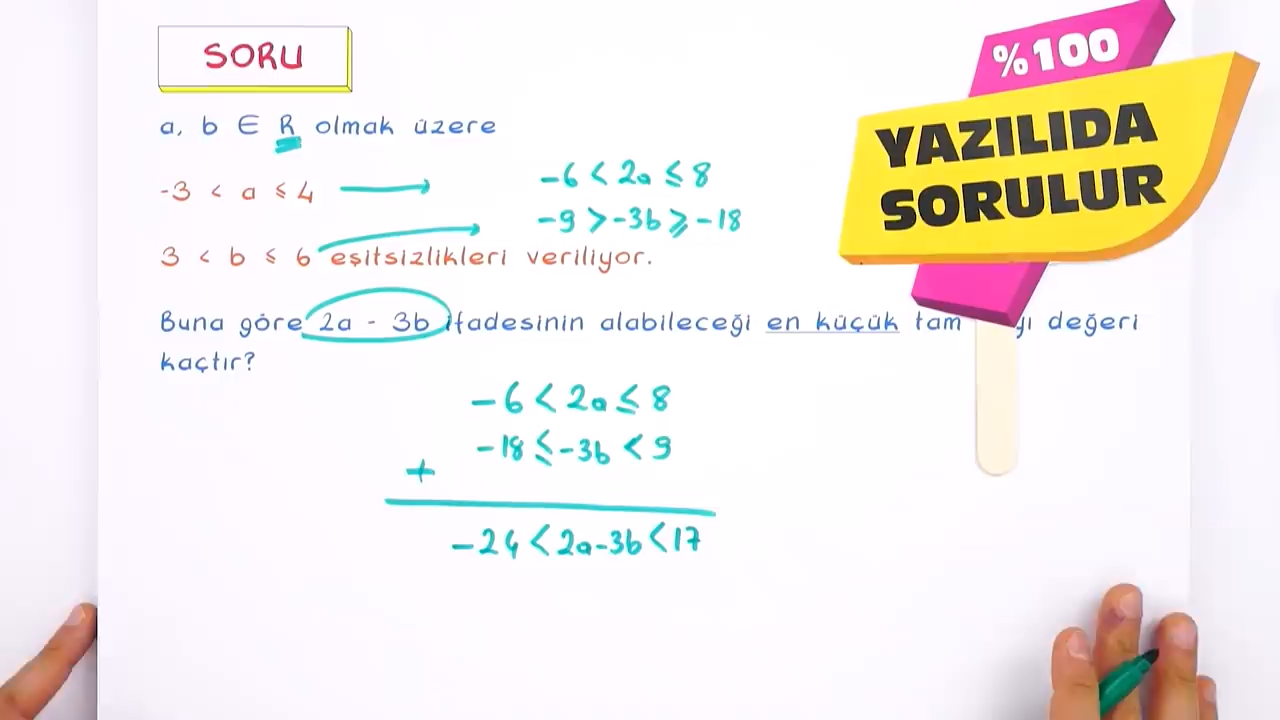 SORU
%100
YAZILIDA
SORULUR
a, b ∈ R olmak üzere
-3 < a ≤ 4
-6 < 2a ≤ 8
-9 > -3b ≥ -18
3 < b ≤ 6 eşitsizlikleri veriliyor.
Buna göre 2a - 3b ifadesinin alabileceği en küçük tam yı değeri
kaçtır?
-6 < 2a ≤ 8
-18 ≤ -3b < 9
+
-24 < 2a-3b < 17